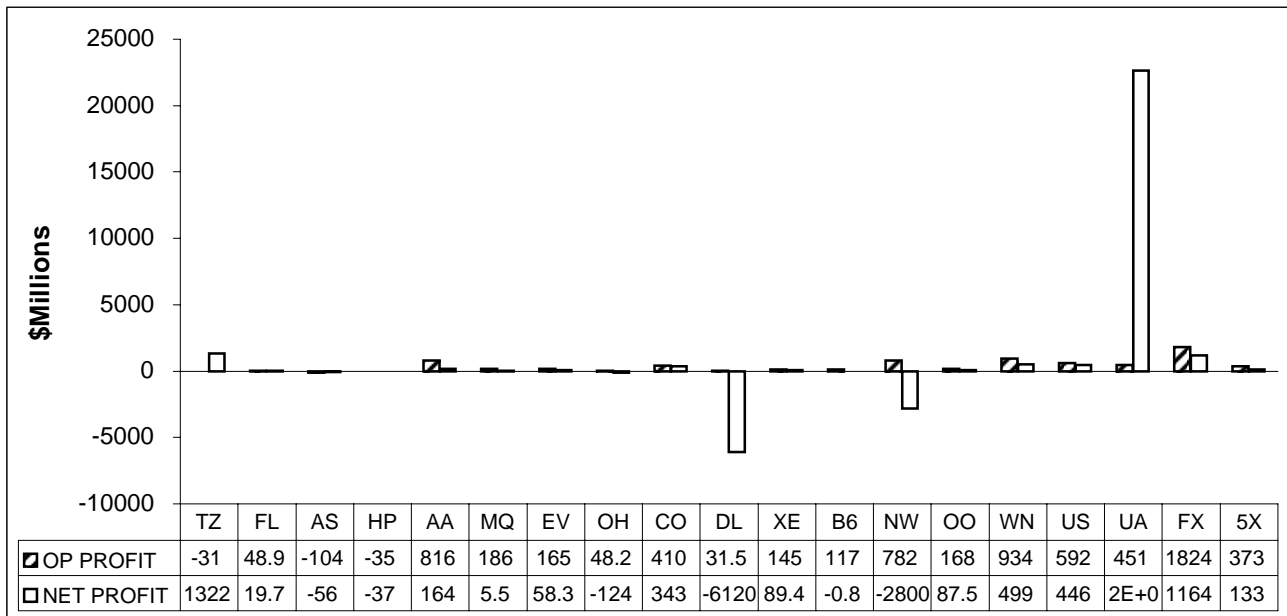 25000
20000
15000
10000
5000
0
-5000
-10000
$Millions
TZ FL AS HP AA MQ EV OH CO DL XE B6 NW OO WN US UA FX 5X
OP PROFIT -31 48.9 -104 -35 816 186 165 48.2 410 31.5 145 117 782 168 934 592 451 1824 373
NET PROFIT 1322 19.7 -56 -37 164 5.5 58.3 -124 343 -6120 89.4 -0.8 -2800 87.5 499 446 2E+0 1164 133